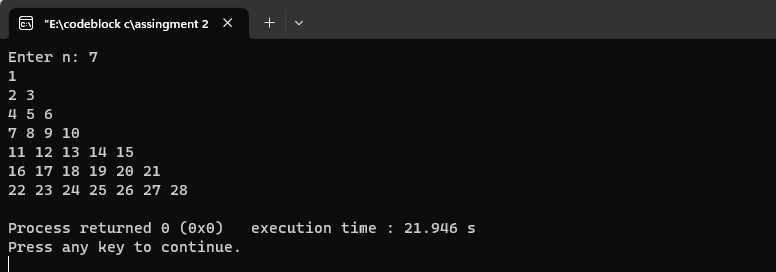 "E:\codeblock c\assingment 2
Enter n: 7
1
2 3
4 5 6
7 8 9 10
11 12 13 14 15
16 17 18 19 20 21
22 23 24 25 26 27 28
Process returned 0 (0x0)   execution time : 21.946 s
Press any key to continue.